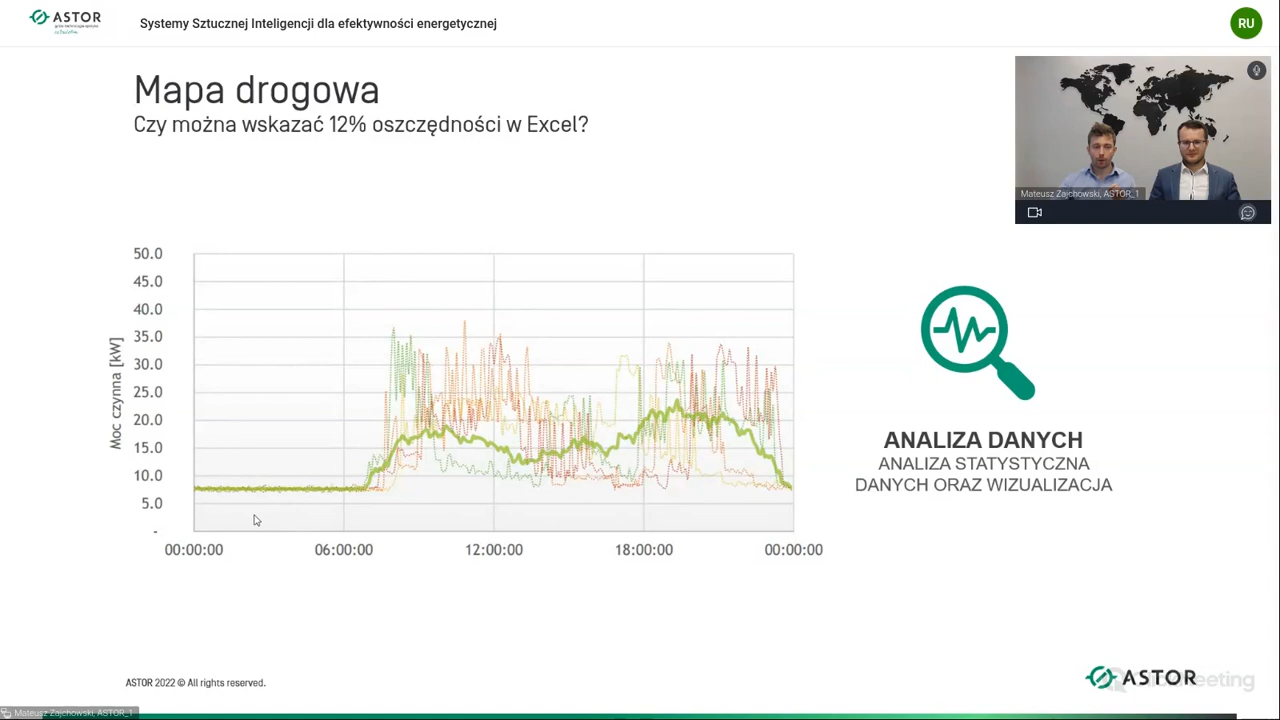 ASTOR
Systemy Sztucznej Inteligencji dla efektywności energetycznej
RU
Mapa drogowa
Czy można wskazać 12% oszczędności w Excel?
Mateusz Zajchowski, ASTOR_1
50.0
45.0
40.0
35.0
30.0
25.0
20.0
15.0
10.0
5.0
-
Moc czynna [kW]
00:00:00
06:00:00
12:00:00
18:00:00
00:00:00
ANALIZA DANYCH
ANALIZA STATYSTYCZNA
DANYCH ORAZ WIZUALIZACJA
ASTOR 2022 © All rights reserved.
ASTOR
Mateusz Zajchowski, ASTOR_1